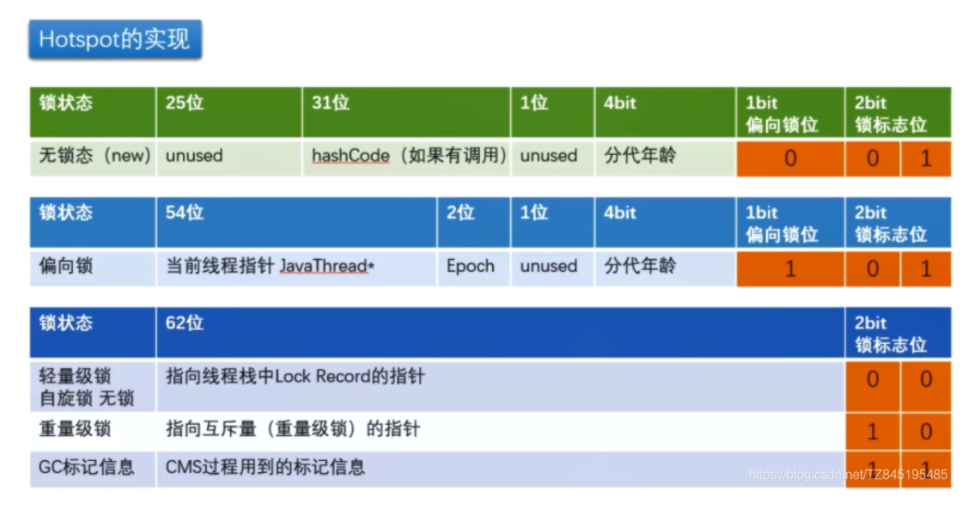 Hotspot的实现
锁状态 25位 31位 1位 4bit 1bit 2bit
偏向锁位 锁标志位
无锁态（new） unused hashCode（如果有调用） unused 分代年龄 0 0 1
锁状态 54位 2位 1位 4bit 1bit 2bit
偏向锁位 锁标志位
偏向锁 当前线程指针 JavaThread* Epoch unused 分代年龄 1 0 1
锁状态 62位 2bit
锁标志位
轻量级锁 指向线程栈中Lock Record的指针 0 0
自旋锁 无锁
重量级锁 指向互斥量（重量级锁）的指针 1 0
GC标记信息 CMS过程用到的标记信息 1 1
https://blog.csdn.net/TZ845195485